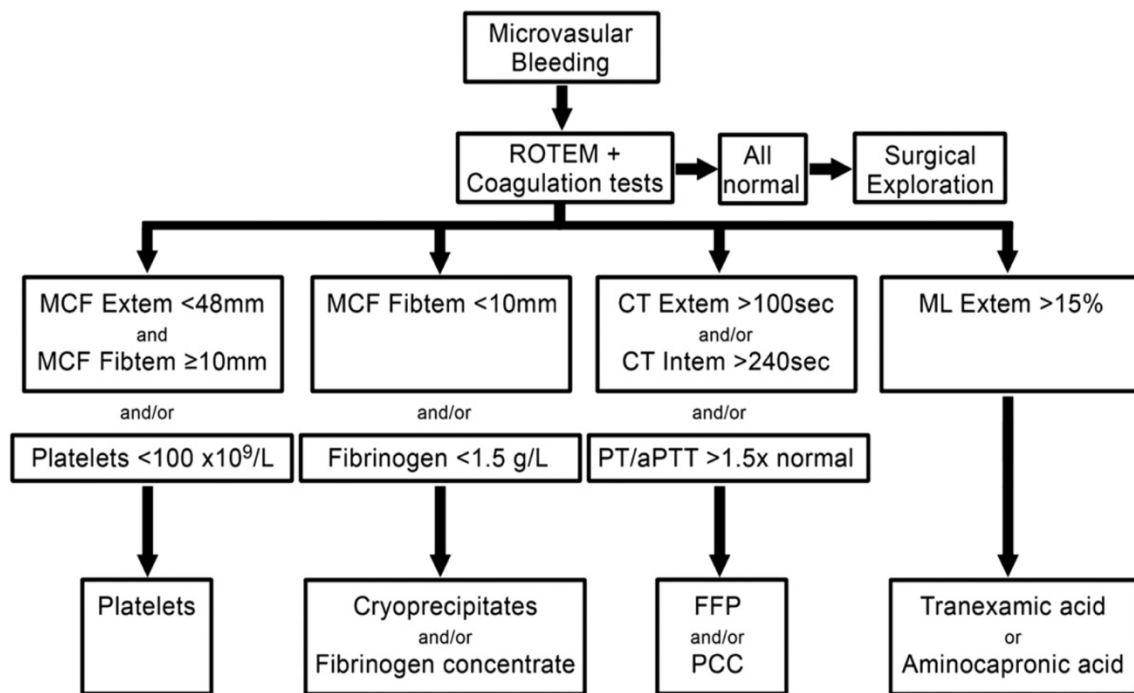 Microvasular
Bleeding
ROTEM +
Coagulation tests
All
normal
Surgical
Exploration
MCF Extem <48mm
and
MCF Fibtem ≥10mm
MCF Fibtem <10mm
CT Extem >100sec
and/or
CT Intem >240sec
ML Extem >15%
and/or
and/or
and/or
Platelets <100 x10⁹/L
Fibrinogen <1.5 g/L
PT/aPTT >1.5x normal
Platelets
Cryoprecipitates
and/or
Fibrinogen concentrate
FFP
and/or
PCC
Tranexamic acid
or
Aminocapronic acid